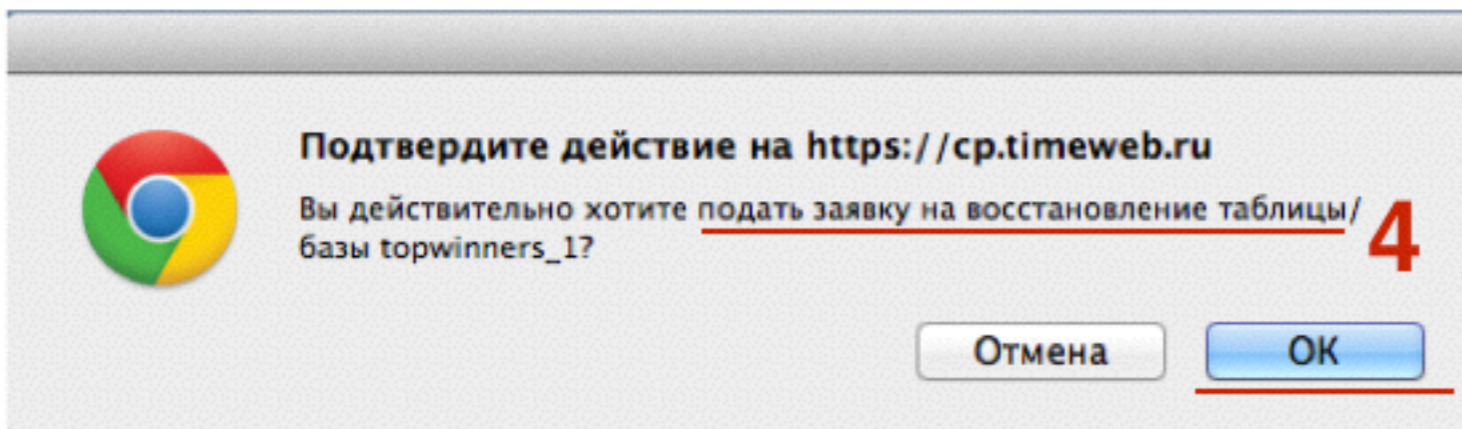 Подтвердите действие на https://cp.timeweb.ru
Вы действительно хотите подать заявку на восстановление таблицы/
базы topwinners_1?
4
Отмена
OK